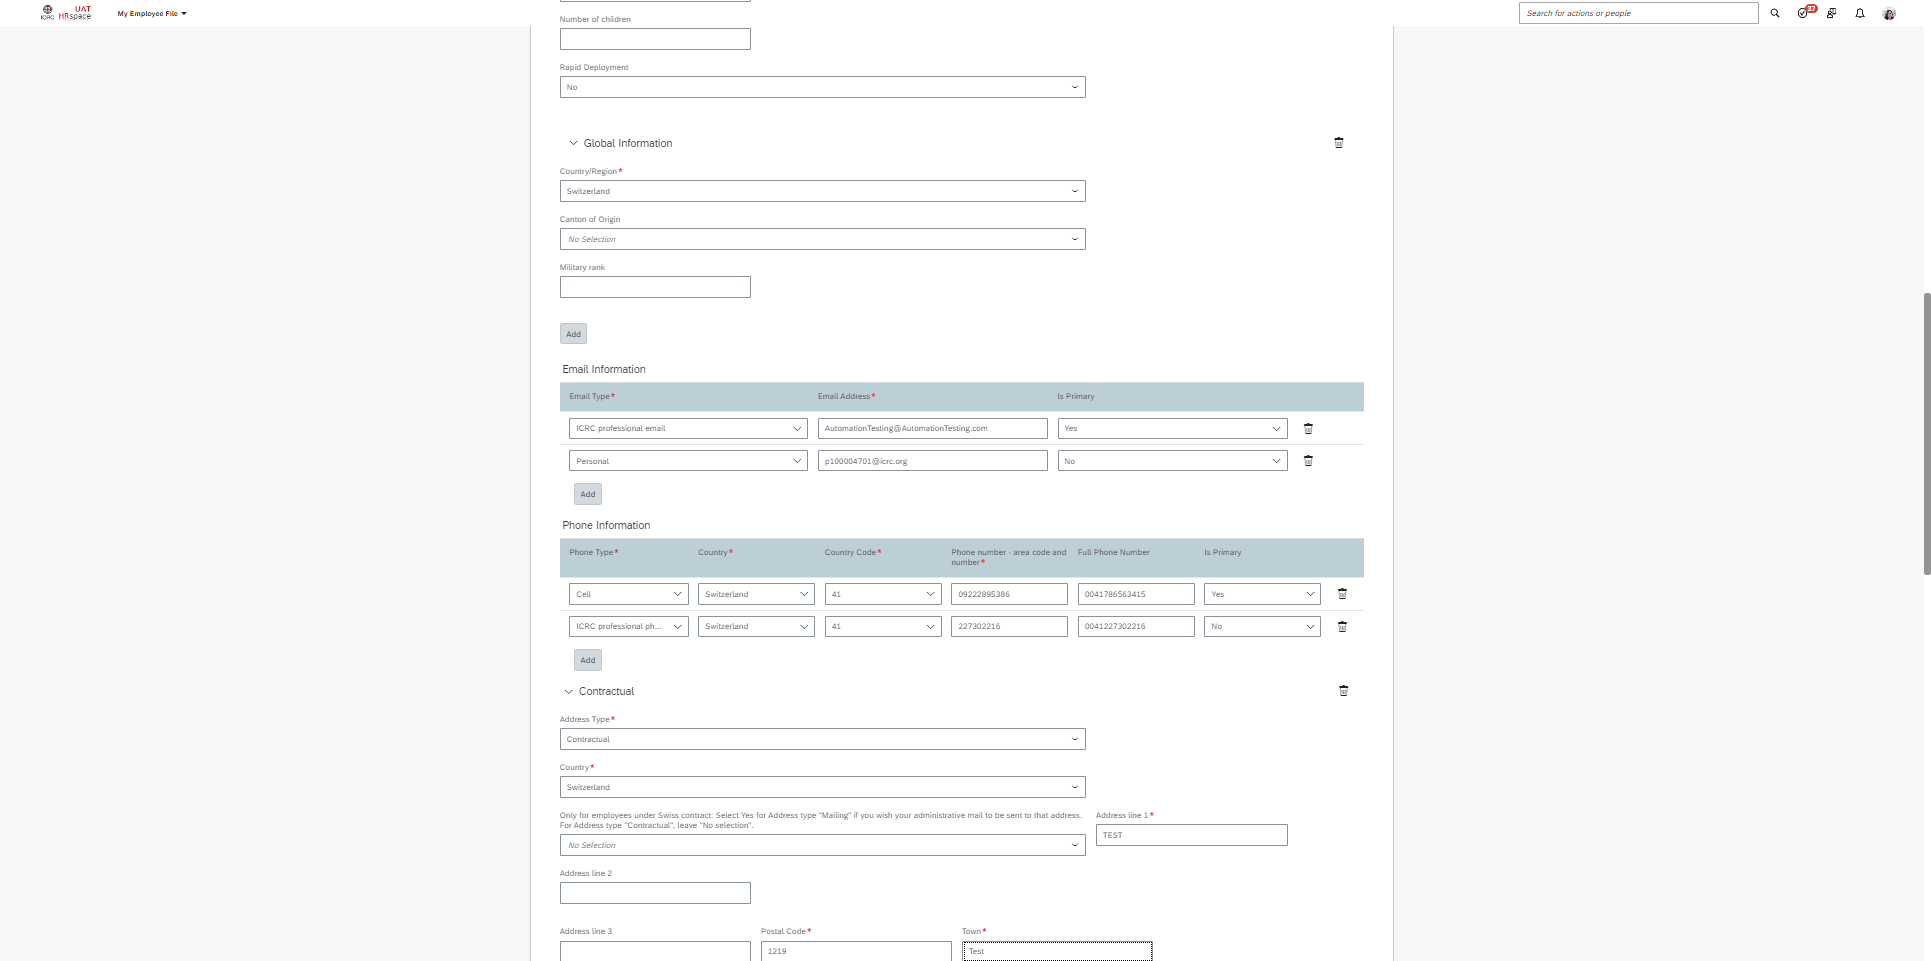 ICRC
UAT
HRspace
My Employee File
Search for actions or people
37
Number of children
Rapid Deployment
No
Global Information
Country/Region*
Switzerland
Canton of Origin
No Selection
Military rank
Add
Email Information
Email Type* Email Address* Is Primary
ICRC professional email AutomationTesting@AutomationTesting.com Yes
Personal p100004701@icrc.org No
Add
Phone Information
Phone Type* Country* Country Code* Phone number - area code and Full Phone Number Is Primary
number*
Cell Switzerland 41 09222895386 0041786563415 Yes
ICRC professional ph... Switzerland 41 227302216 0041227302216 No
Add
Contractual
Address Type*
Contractual
Country*
Switzerland
Only for employees under Swiss contract: Select Yes for Address type "Mailing" if you wish your administrative mail to be sent to that address.
For Address type "Contractual", leave "No selection".
No Selection
Address line 1*
TEST
Address line 2
Address line 3 Postal Code* Town*
1219 Test